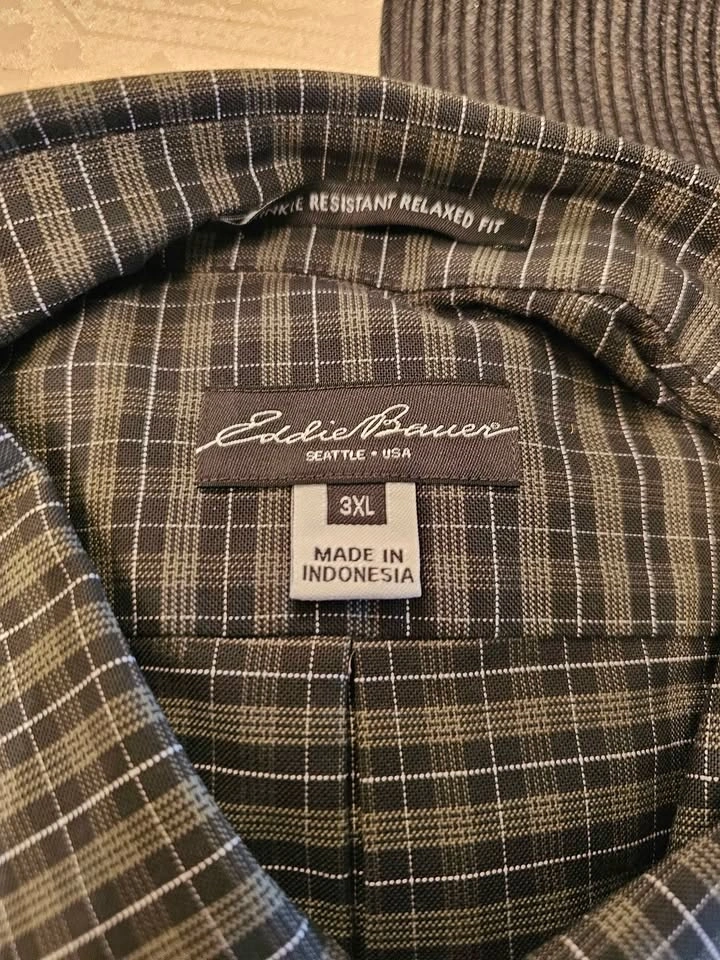 RESISTANT RELAXED FIT
Eddie Bauer®
SEATTLE • USA
3XL
MADE IN
INDONESIA